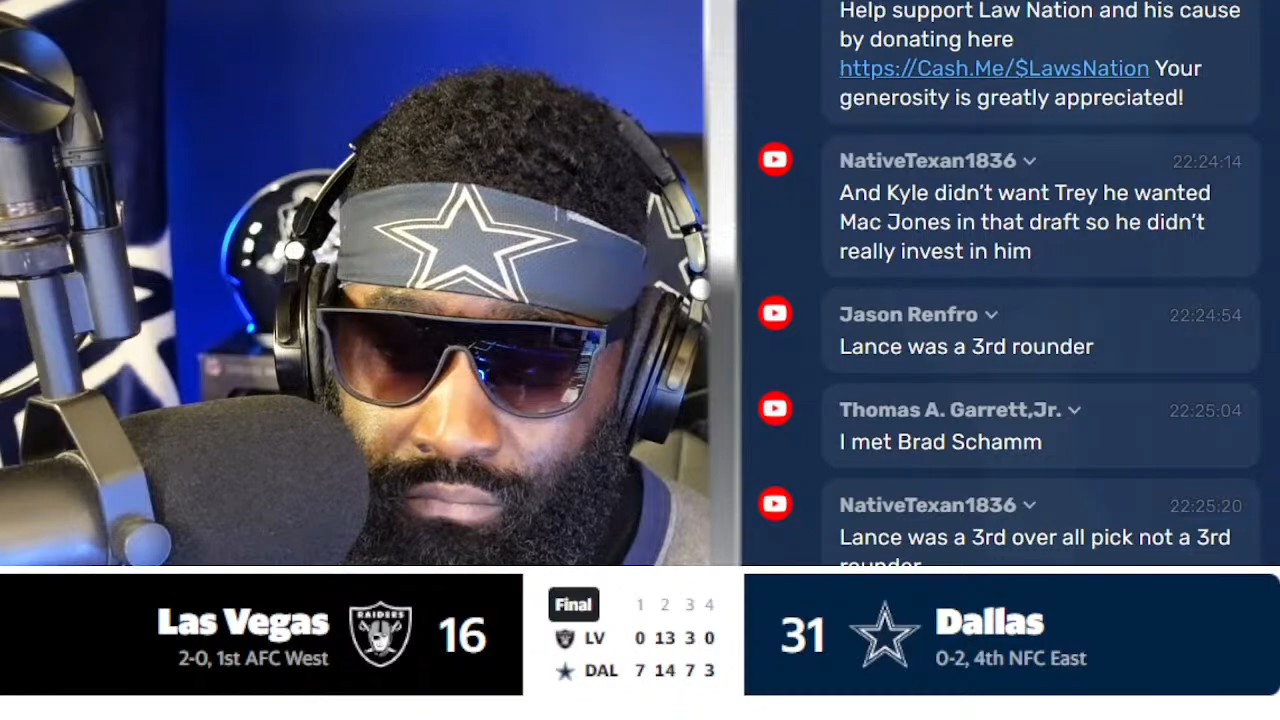 Help support Law Nation and his cause
by donating here
https://Cash.Me/$LawsNation Your
generosity is greatly appreciated!
NativeTexan1836 22:24:14
And Kyle didn't want Trey he wanted
Mac Jones in that draft so he didn't
really invest in him
Jason Renfro 22:24:54
Lance was a 3rd rounder
Thomas A. Garrett,Jr. 22:25:04
I met Brad Schamm
NativeTexan1836 22:25:20
Lance was a 3rd over all pick not a 3rd
rounder
Las Vegas
2-0, 1st AFC West
RAIDERS
16
Final 1 2 3 4
LV 0 13 3 0
DAL 7 14 7 3
31
Dallas
0-2, 4th NFC East